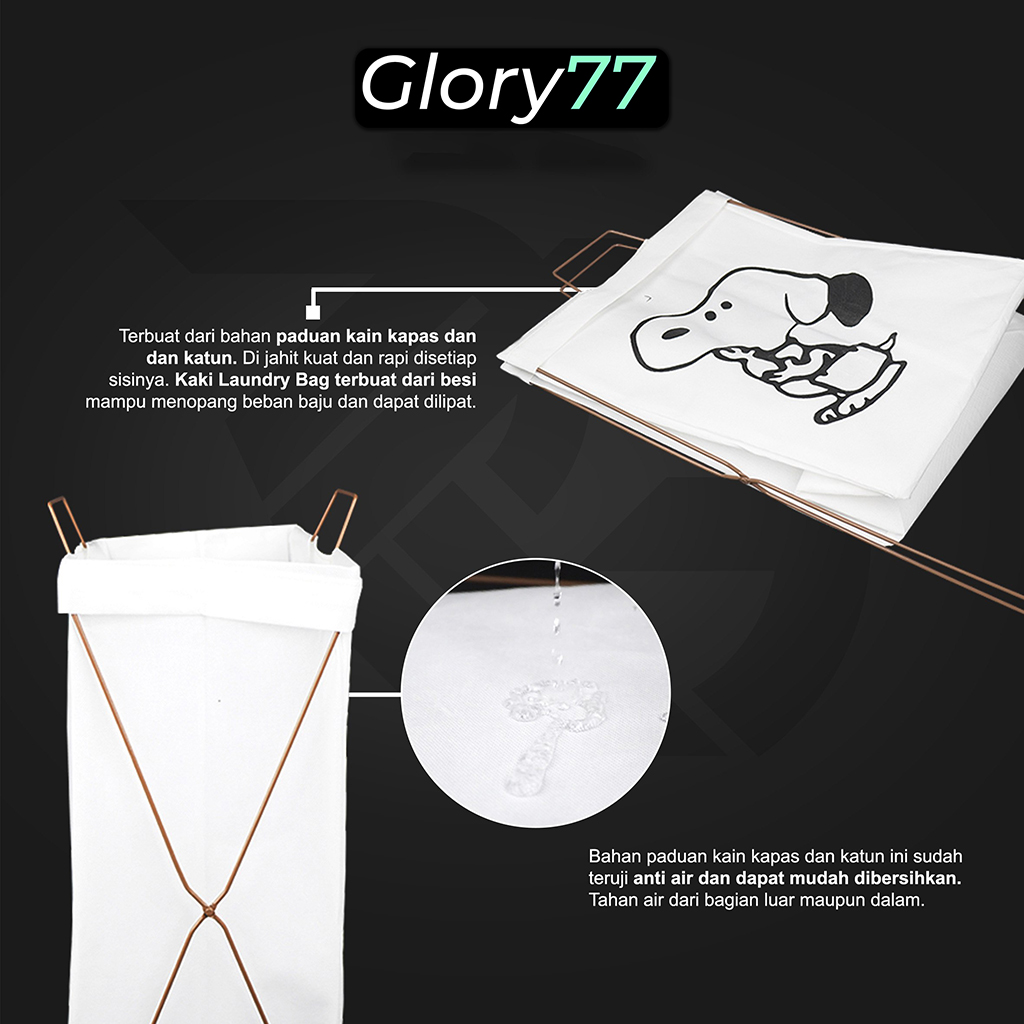 Glory77
Terbuat dari bahan paduan kain kapas dan
dan katun. Di jahit kuat dan rapi disetiap
sisinya. Kaki Laundry Bag terbuat dari besi
mampu menopang beban baju dan dapat dilipat.
Bahan paduan kain kapas dan katun ini sudah
teruji anti air dan dapat mudah dibersihkan.
Tahan air dari bagian luar maupun dalam.